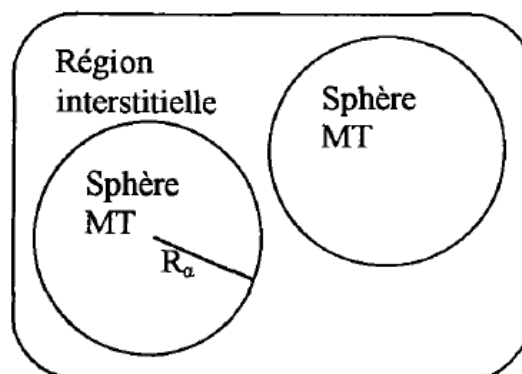 Région
interstitielle
Sphère
MT
Sphère
MT
Rα